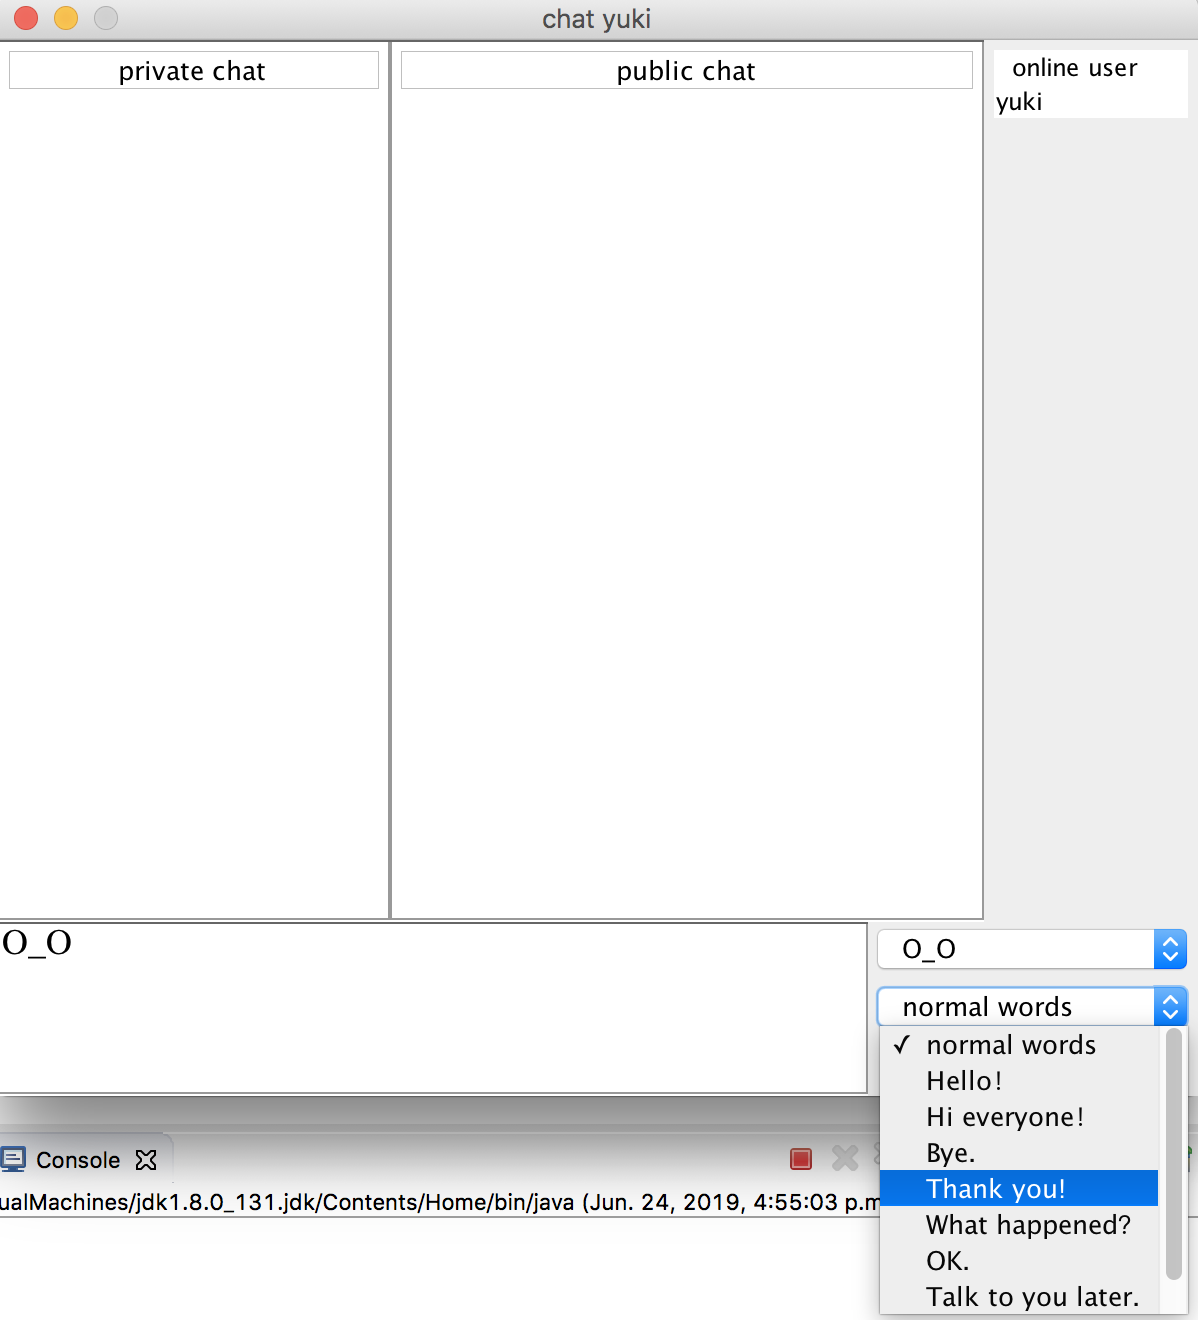 chat yuki
private chat
public chat
online user
yuki
O_O
O_O
normal words
✓ normal words
Hello!
Hi everyone!
Bye.
Thank you!
What happened?
OK.
Talk to you later.
Console
ualMachines/jdk1.8.0_131.jdk/Contents/Home/bin/java (Jun. 24, 2019, 4:55:03 p.m